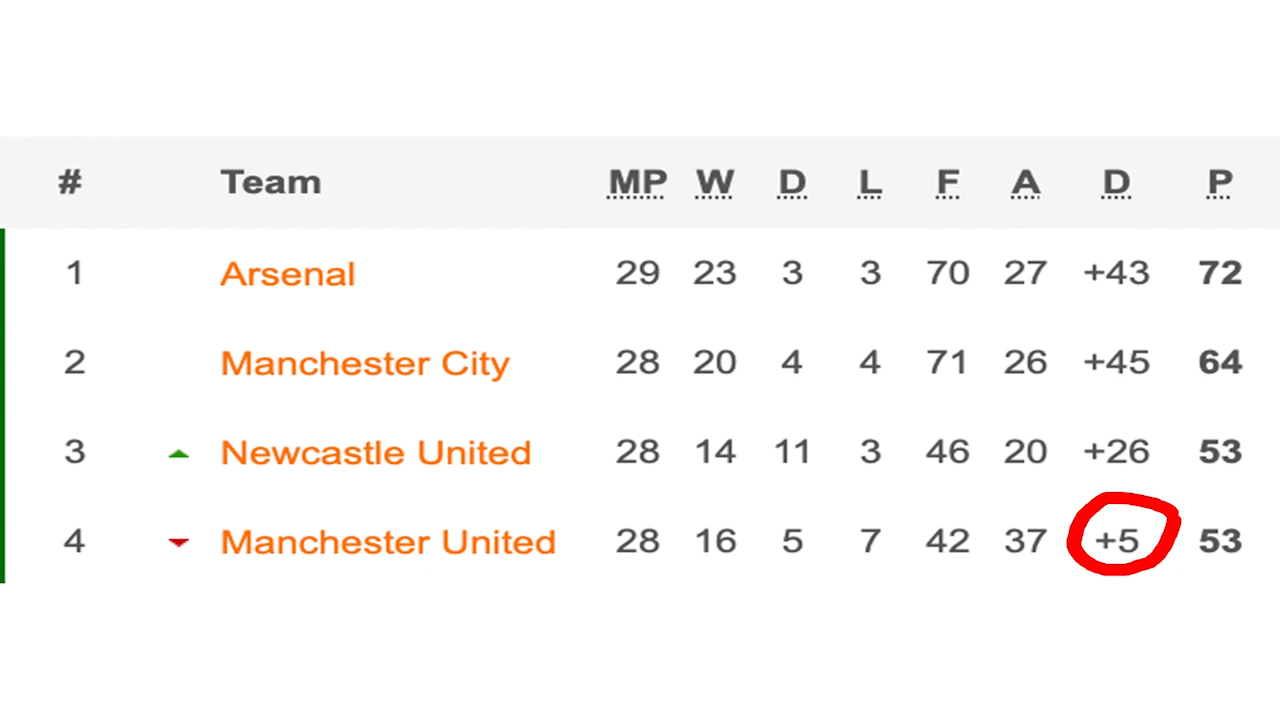 # Team MP W D L F A D P
1 Arsenal 29 23 3 3 70 27 +43 72
2 Manchester City 28 20 4 4 71 26 +45 64
3 Newcastle United 28 14 11 3 46 20 +26 53
4 Manchester United 28 16 5 7 42 37 +5 53